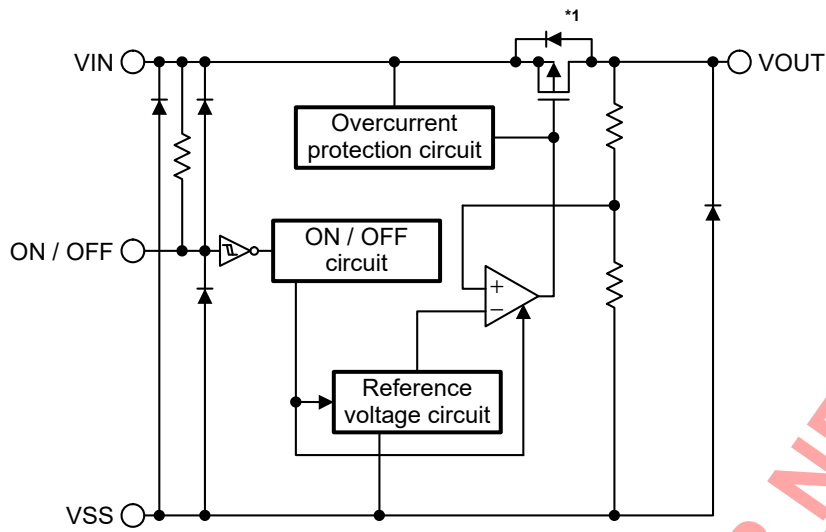 *1
VIN
VOUT
Overcurrent
protection circuit
ON / OFF
ON / OFF
circuit
+
−
Reference
voltage circuit
VSS